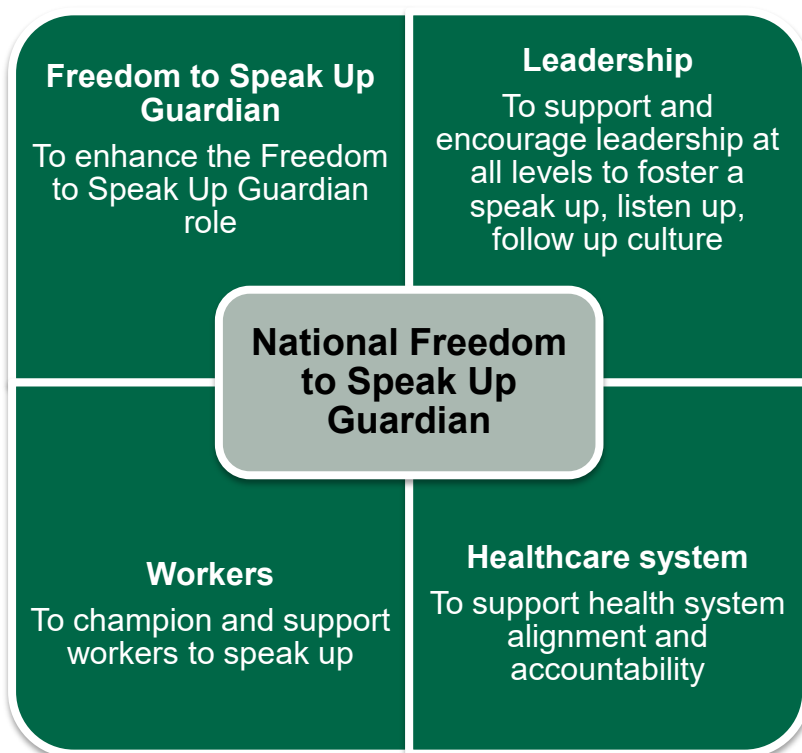 Freedom to Speak Up
Guardian
To enhance the Freedom
to Speak Up Guardian
role
Leadership
To support and
encourage leadership at
all levels to foster a
speak up, listen up,
follow up culture
National Freedom
to Speak Up
Guardian
Workers
To champion and support
workers to speak up
Healthcare system
To support health system
alignment and
accountability